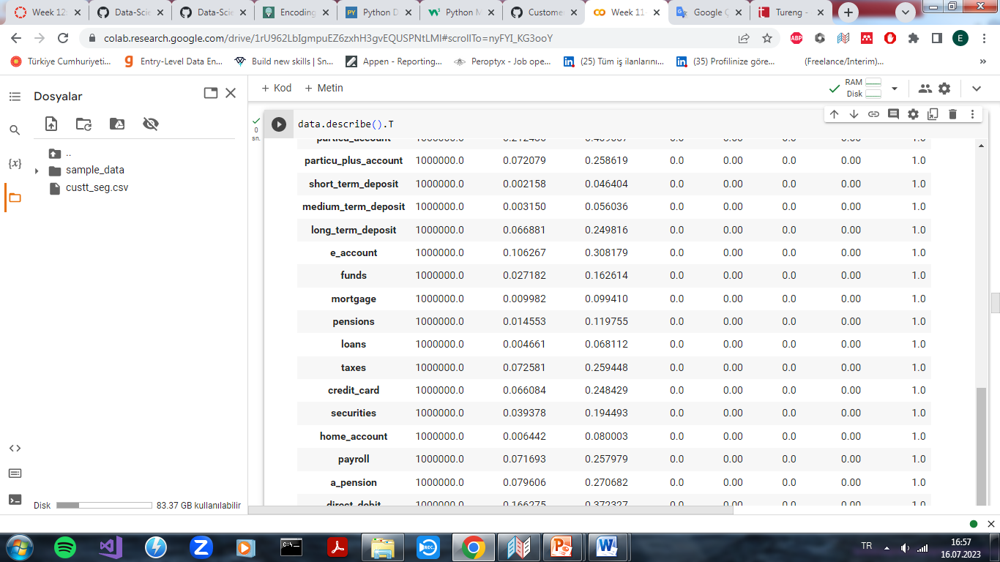 Week 12:
Data-Scie
Data-Scie
Encoding
Python D
Python M
Custome
Week 11-
Google Ç
Tureng -
colab.research.google.com/drive/1rU962LbIgmpuEZ6zxhH3gvEQUSPNtLMl#scrollTo=nyFYI_KG3ooY
E
Türkiye Cumhuriyeti...
Entry-Level Data En...
Build new skills | Sn...
Appen - Reporting...
Peroptyx - Job ope...
(25) Tüm iş ilanlarını...
(35) Profilinize göre...
(Freelance/Interim)...
»
Dosyalar
+ Kod
+ Metin
RAM
Disk
..
sample_data
custt_seg.csv
{x}
0
sn.
data.describe().T
particu_account 1000000.0 0.212430 0.409007 0.0 0.00 0.0 0.00 1.0
particu_plus_account 1000000.0 0.072079 0.258619 0.0 0.00 0.0 0.00 1.0
short_term_deposit 1000000.0 0.002158 0.046404 0.0 0.00 0.0 0.00 1.0
medium_term_deposit 1000000.0 0.003150 0.056036 0.0 0.00 0.0 0.00 1.0
long_term_deposit 1000000.0 0.066881 0.249816 0.0 0.00 0.0 0.00 1.0
e_account 1000000.0 0.106267 0.308179 0.0 0.00 0.0 0.00 1.0
funds 1000000.0 0.027182 0.162614 0.0 0.00 0.0 0.00 1.0
mortgage 1000000.0 0.009982 0.099410 0.0 0.00 0.0 0.00 1.0
pensions 1000000.0 0.014553 0.119755 0.0 0.00 0.0 0.00 1.0
loans 1000000.0 0.004661 0.068112 0.0 0.00 0.0 0.00 1.0
taxes 1000000.0 0.072581 0.259448 0.0 0.00 0.0 0.00 1.0
credit_card 1000000.0 0.066084 0.248429 0.0 0.00 0.0 0.00 1.0
securities 1000000.0 0.039378 0.194493 0.0 0.00 0.0 0.00 1.0
home_account 1000000.0 0.006442 0.080003 0.0 0.00 0.0 0.00 1.0
payroll 1000000.0 0.071693 0.257979 0.0 0.00 0.0 0.00 1.0
a_pension 1000000.0 0.079606 0.270682 0.0 0.00 0.0 0.00 1.0
direct_debit 1000000.0 0.166275 0.372327 0.0 0.00 0.0 0.00 1.0
Disk
83.37 GB kullanılabilir
TR
16:57
16.07.2023